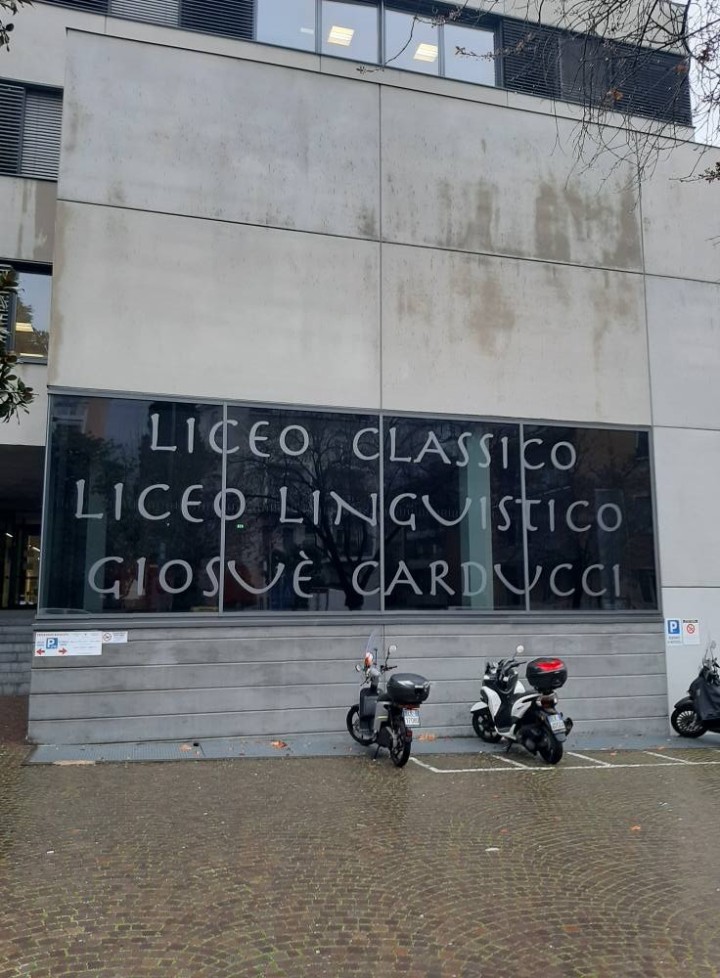 LICEO CLASSICO
LICEO LINGUISTICO
GIOSUÈ CARDUCCI
P
P